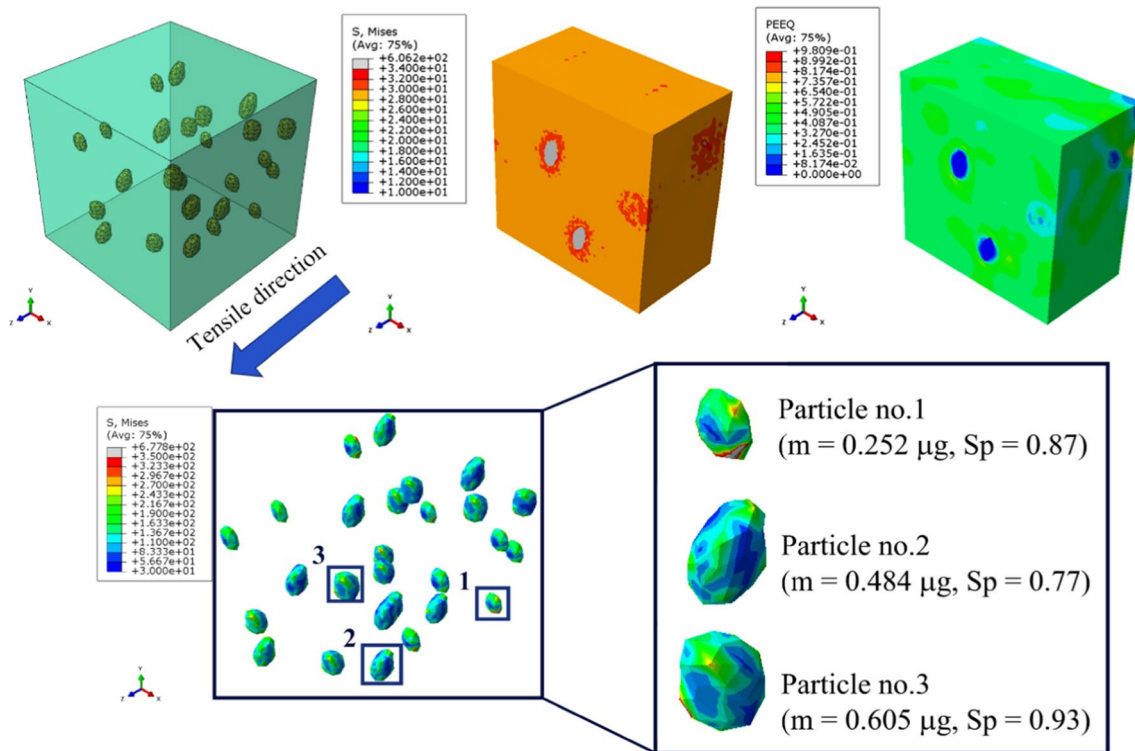 S, Mises
(Avg: 75%)
+6.062e+02
+3.400e+01
+3.200e+01
+3.000e+01
+2.800e+01
+2.600e+01
+2.400e+01
+2.200e+01
+2.000e+01
+1.800e+01
+1.600e+01
+1.400e+01
+1.200e+01
+1.000e+01
PEEQ
(Avg: 75%)
+9.809e-01
+8.992e-01
+8.174e-01
+7.357e-01
+6.540e-01
+5.722e-01
+4.905e-01
+4.087e-01
+3.270e-01
+2.452e-01
+1.635e-01
+8.174e-02
+0.000e+00
Y
Z
X
Tensile direction
Y
Z
X
Y
Z
X
S, Mises
(Avg: 75%)
+6.778e+02
+3.500e+02
+3.233e+02
+2.967e+02
+2.700e+02
+2.433e+02
+2.167e+02
+1.900e+02
+1.633e+02
+1.367e+02
+1.100e+02
+8.333e+01
+5.667e+01
+3.000e+01
3
1
2
Y
Z
X
Particle no.1
(m = 0.252 μg, Sp = 0.87)
Particle no.2
(m = 0.484 μg, Sp = 0.77)
Particle no.3
(m = 0.605 μg, Sp = 0.93)